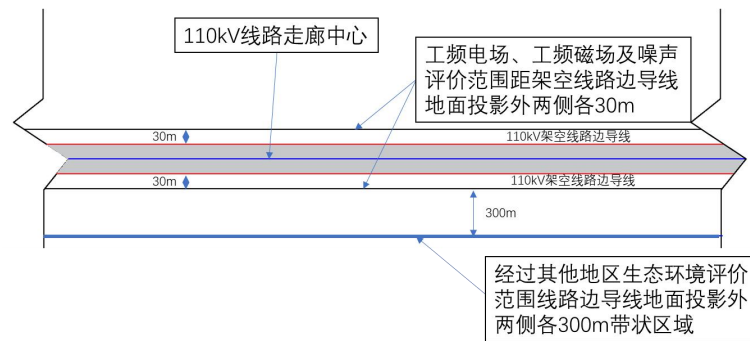 110kV线路走廊中心
工频电场、工频磁场及噪声
评价范围距架空线路边导线
地面投影外两侧各30m
30m
110kV架空线路边导线
30m
110kV架空线路边导线
300m
经过其他地区生态环境评价
范围线路边导线地面投影外
两侧各300m带状区域